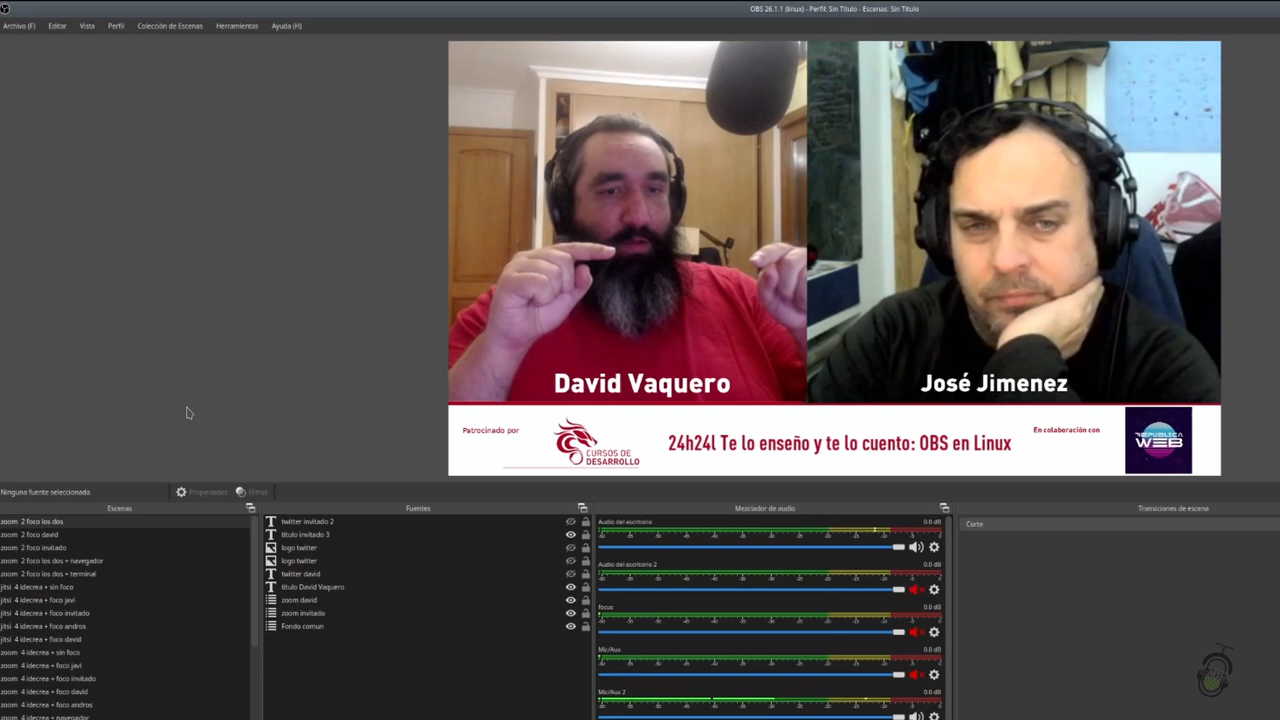 OBS 26.1.1 (linux) - Perfil: Sin Título - Escenas: Sin Título
Archivo (F) Editar Vista Perfil Colección de Escenas Herramientas Ayuda (H)
David Vaquero
José Jimenez
Patrocinado por
CURSOS DE
DESARROLLO
24h24l Te lo enseño y te lo cuento: OBS en Linux
En colaboración con
REPUBLICA
WEB
Ninguna fuente seleccionada
Propiedades
Filtros
Escenas
zoom 2 foco los dos
zoom 2 foco david
zoom 2 foco invitado
zoom 2 foco los dos + navegador
zoom 2 foco los dos + terminal
jitsi 4 idecrea + sin foco
jitsi 4 idecrea + foco javi
jitsi 4 idecrea + foco invitado
jitsi 4 idecrea + foco andros
jitsi 4 idecrea + foco david
zoom 4 idecrea + sin foco
zoom 4 idecrea + foco javi
zoom 4 idecrea + foco invitado
zoom 4 idecrea + foco david
zoom 4 idecrea + foco andros
zoom 4 idecrea + navegador
Fuentes
twitter invitado 2
titulo invitado 3
logo twitter
logo twitter
twitter david
titulo David Vaquero
zoom david
zoom invitado
Fondo comun
Mezclador de audio
Audio del escritorio 0.0 dB
Audio del escritorio 2 0.0 dB
focus 0.0 dB
Mic/Aux 0.0 dB
Mic/Aux 2 0.0 dB
Transiciones de escena
Corte